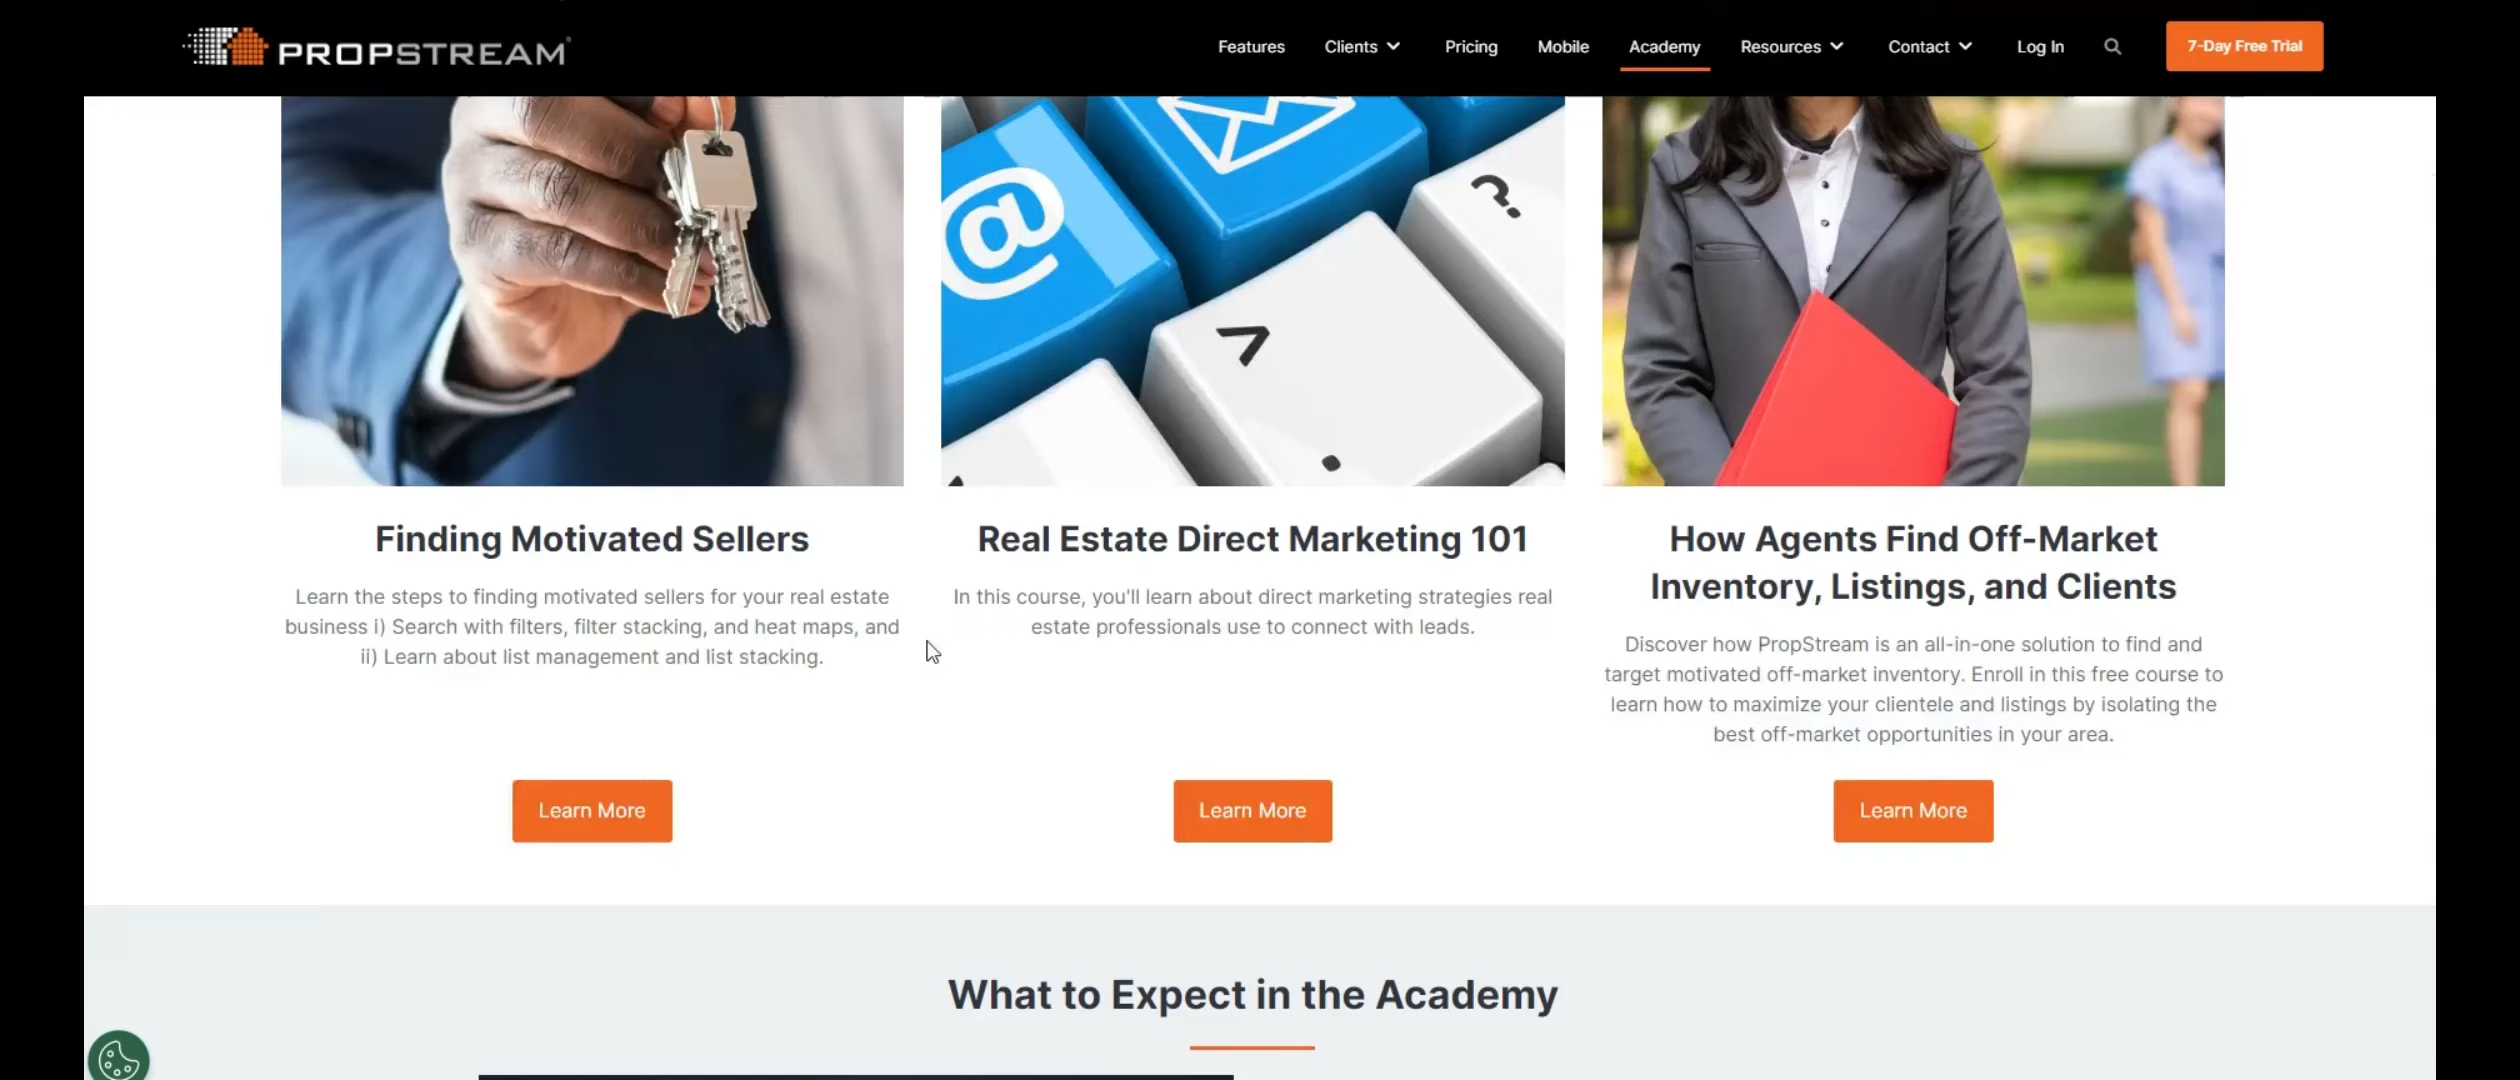 PROPSTREAM
Features Clients Pricing Mobile Academy Resources Contact Log In 7-Day Free Trial
@
?
>
.
Finding Motivated Sellers
Learn the steps to finding motivated sellers for your real estate
business i) Search with filters, filter stacking, and heat maps, and
ii) Learn about list management and list stacking.
Learn More
Real Estate Direct Marketing 101
In this course, you'll learn about direct marketing strategies real
estate professionals use to connect with leads.
Learn More
How Agents Find Off-Market
Inventory, Listings, and Clients
Discover how PropStream is an all-in-one solution to find and
target motivated off-market inventory. Enroll in this free course to
learn how to maximize your clientele and listings by isolating the
best off-market opportunities in your area.
Learn More
What to Expect in the Academy